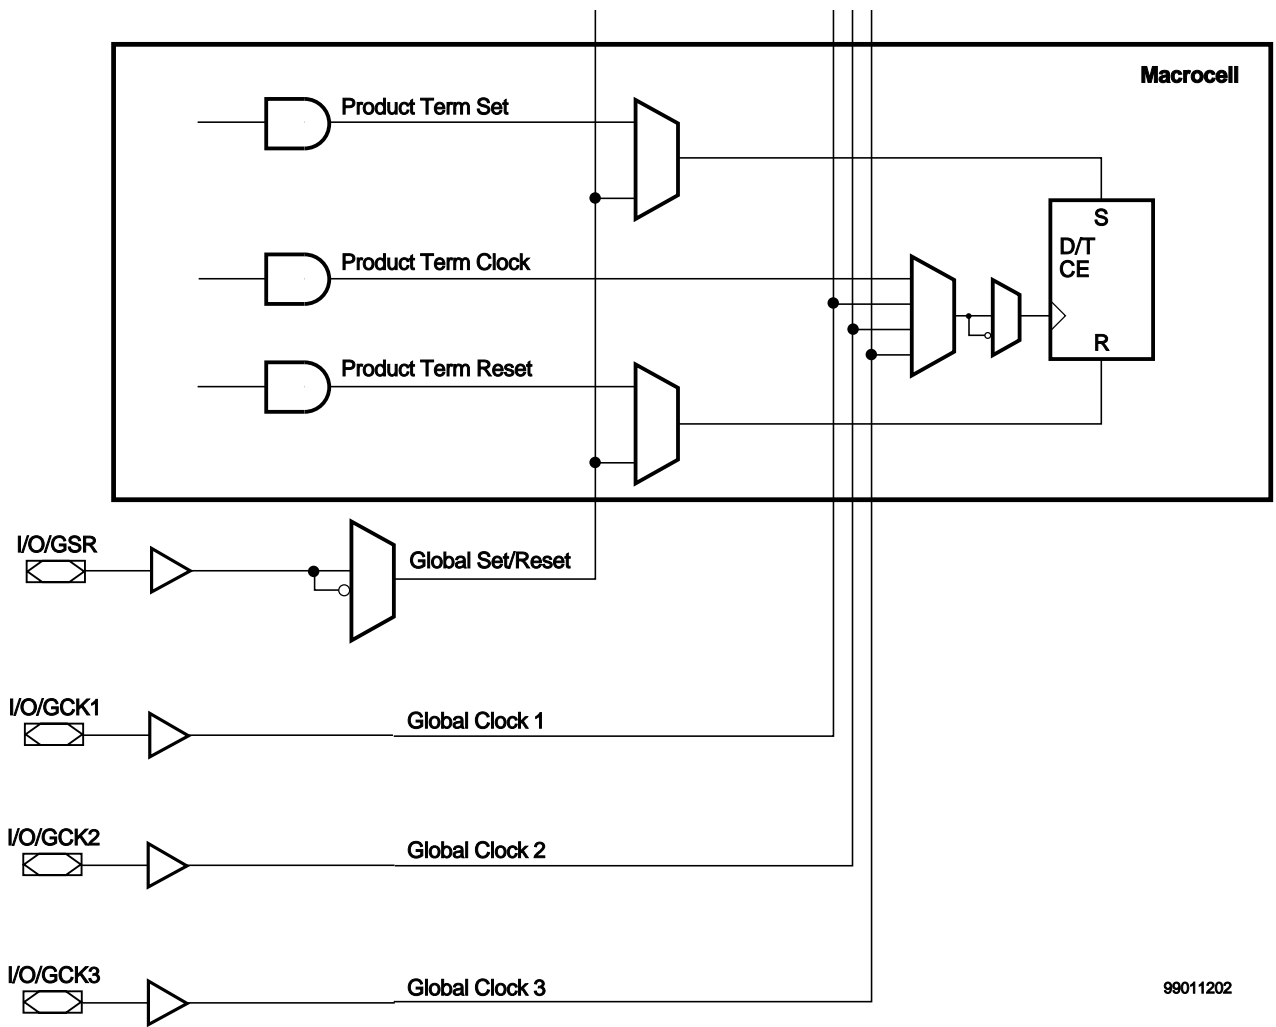 Macrocell
Product Term Set
S
D/T
CE
Product Term Clock
R
Product Term Reset
I/O/GSR
Global Set/Reset
I/O/GCK1
Global Clock 1
I/O/GCK2
Global Clock 2
I/O/GCK3
Global Clock 3
99011202